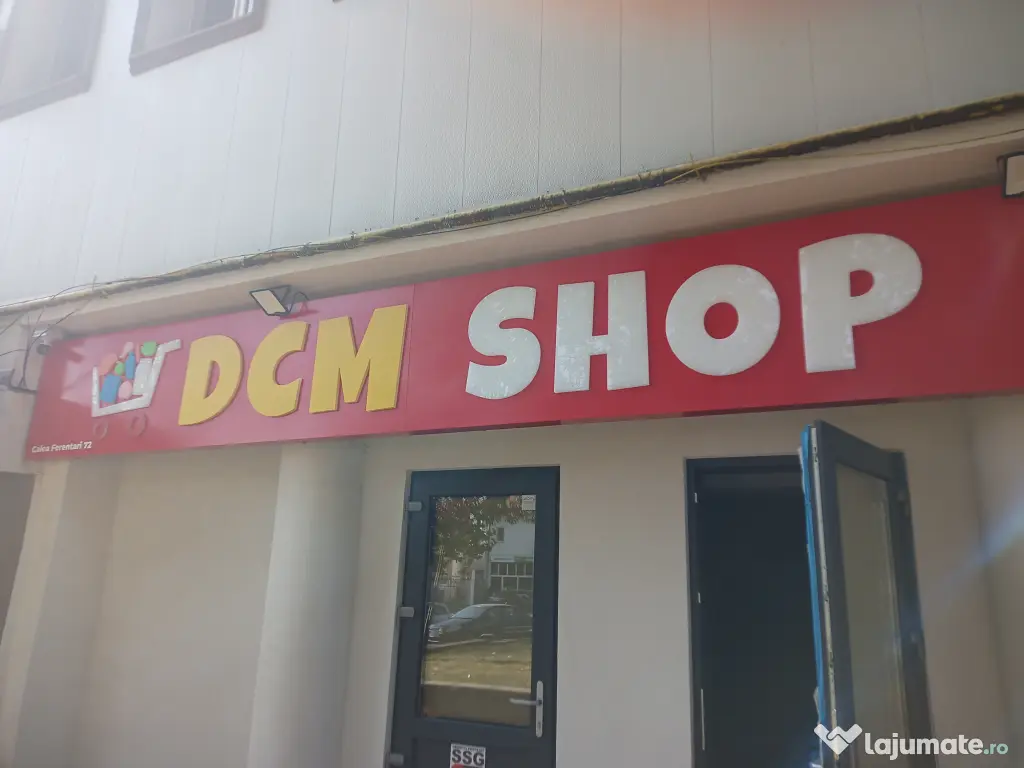 DCM SHOP
Calea Ferentari 72
SSG
lajumate.ro